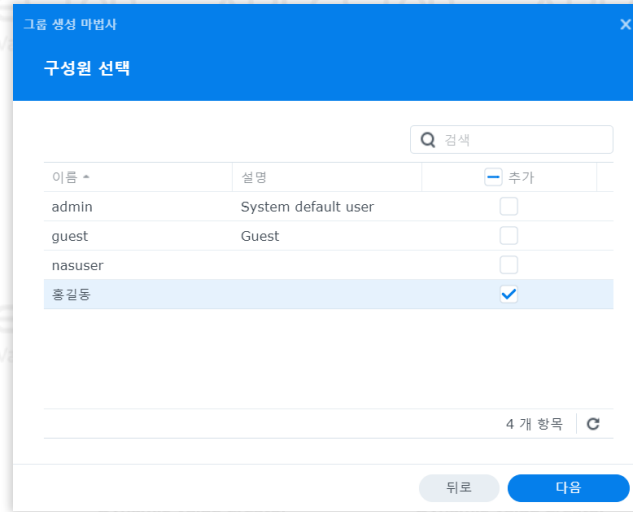 그룹 생성 마법사
구성원 선택
검색
이름 설명 추가
admin System default user
guest Guest
nasuser
홍길동
4 개 항목
뒤로 다음